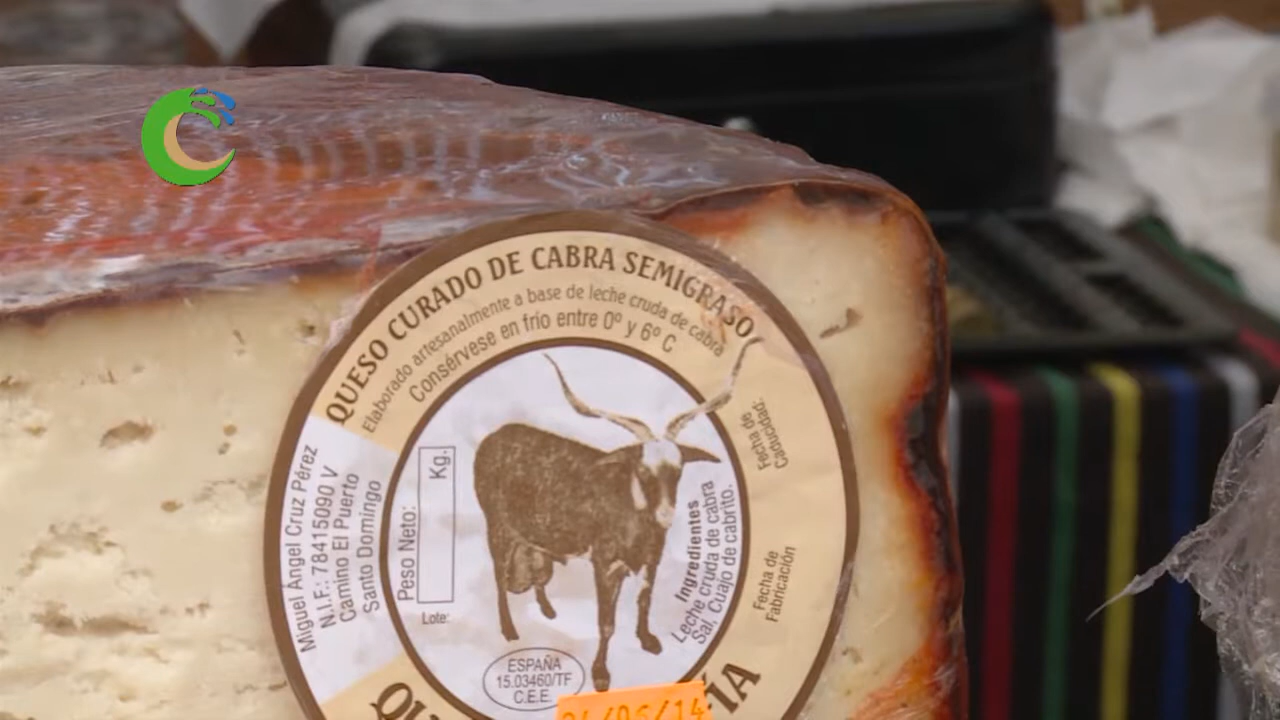 QUESO CURADO DE CABRA SEMIGRASO
Elaborado artesanalmente a base de leche cruda de cabra
Consérvese en frio entre 0º y 6º C
Miguel Ángel Cruz Pérez
N.I.F.: 78415090 V
Camino El Puerto
Santo Domingo
Peso Neto:
Kg.
Lote:
Ingredientes
Leche cruda de cabra
Sal, Cuajo de cabrito.
Fecha de
Caducidad:
Fecha de
Fabricación
ESPAÑA
15.03460/TF
C.E.E.